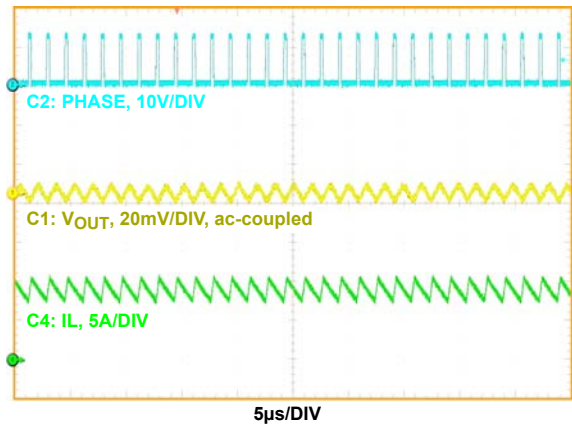 C2: PHASE, 10V/DIV
C1: VOUT, 20mV/DIV, ac-coupled
C4: IL, 5A/DIV
5µs/DIV